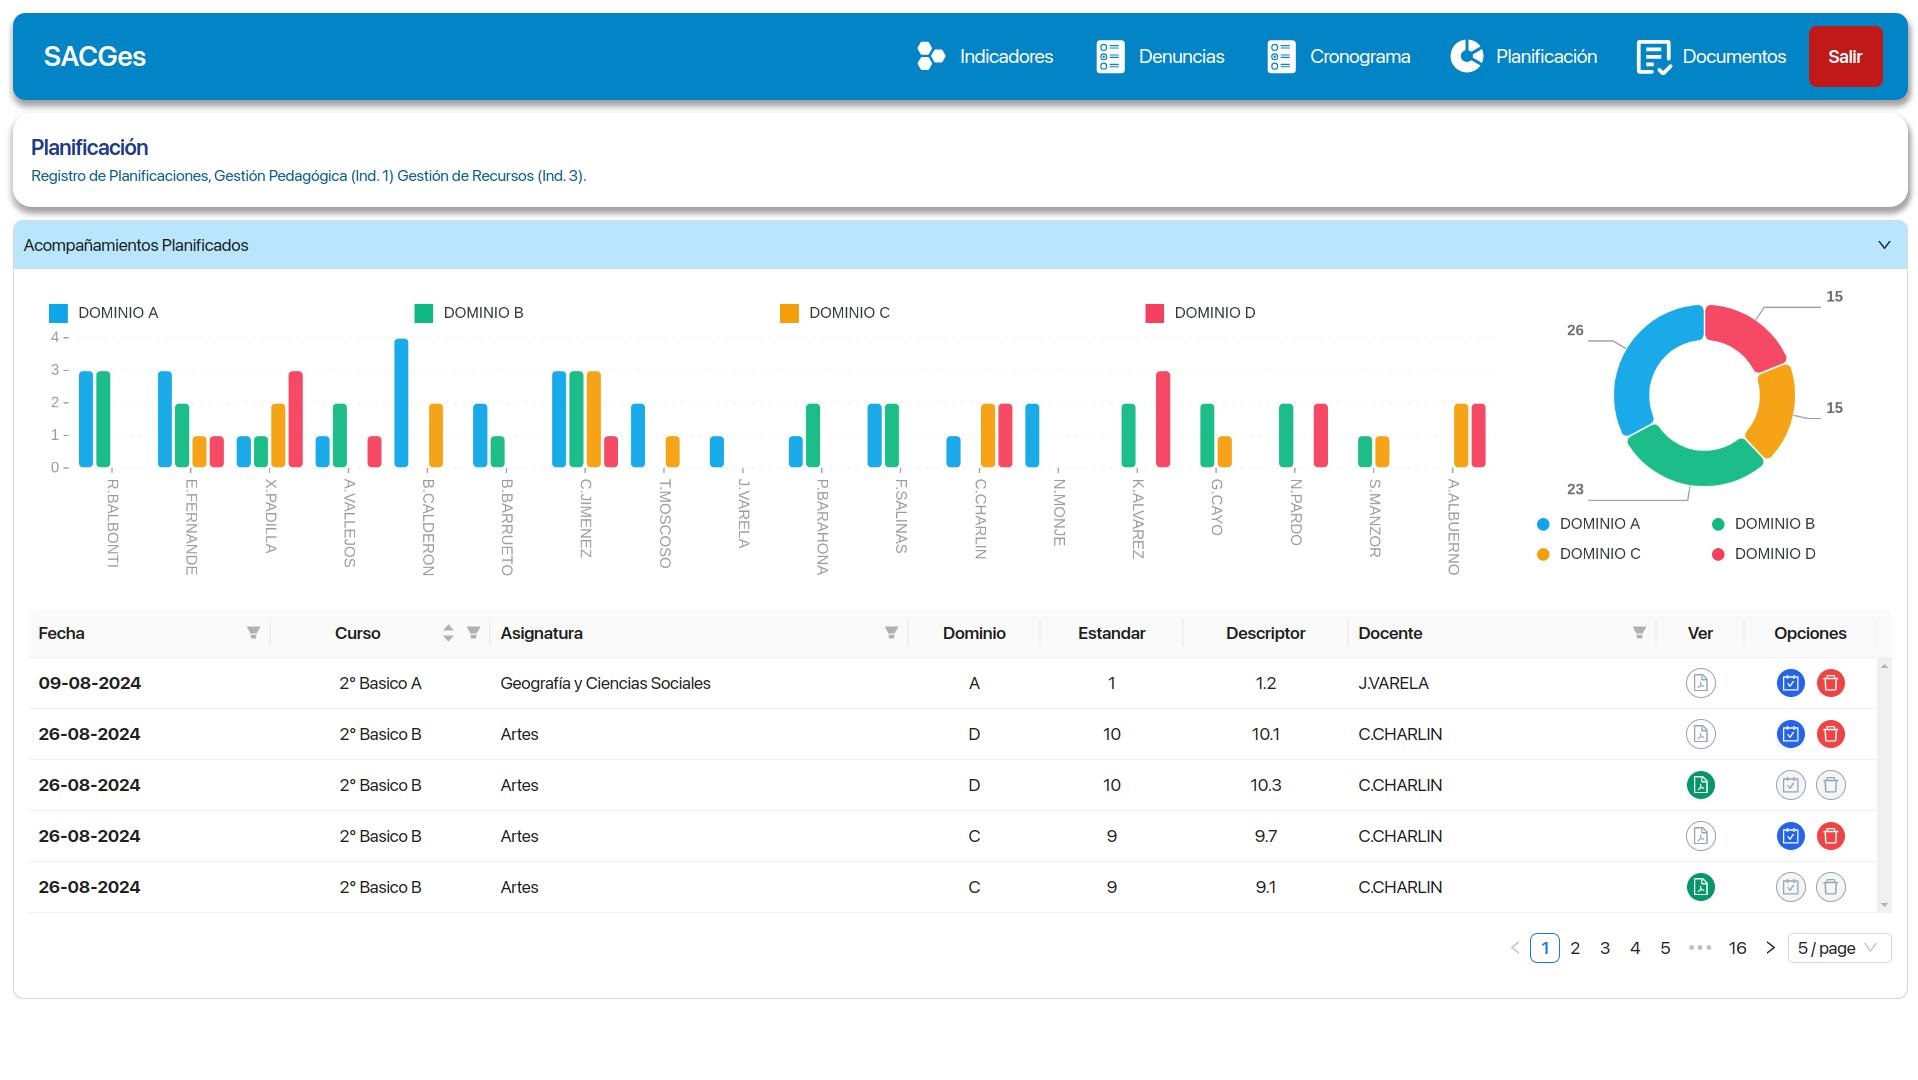 SACGes
Indicadores
Denuncias
Cronograma
Planificación
Documentos
Salir
Planificación
Registro de Planificaciones, Gestión Pedagógica (Ind. 1) Gestión de Recursos (Ind. 3).
Acompañamientos Planificados
DOMINIO A DOMINIO B DOMINIO C DOMINIO D
4
3
2
1
0
R.BALBONTI
E.FERNANDE
X.PADILLA
A.VALLEJOS
B.CALDERON
B.BARRUETO
C.JIMENEZ
T.MOSCOSO
J.VARELA
P.BARAHONA
F.SALINAS
C.CHARLIN
N.MONJE
K.ALVAREZ
G.CAYO
N.PARDO
S.MANZOR
A.ALBUERNO
15
26
15
23
DOMINIO A DOMINIO B
DOMINIO C DOMINIO D
Fecha Curso Asignatura Dominio Estandar Descriptor Docente Ver Opciones
09-08-2024 2° Basico A Geografía y Ciencias Sociales A 1 1.2 J.VARELA
26-08-2024 2° Basico B Artes D 10 10.1 C.CHARLIN
26-08-2024 2° Basico B Artes D 10 10.3 C.CHARLIN
26-08-2024 2° Basico B Artes C 9 9.7 C.CHARLIN
26-08-2024 2° Basico B Artes C 9 9.1 C.CHARLIN
< 1 2 3 4 5 ••• 16 > 5 / page